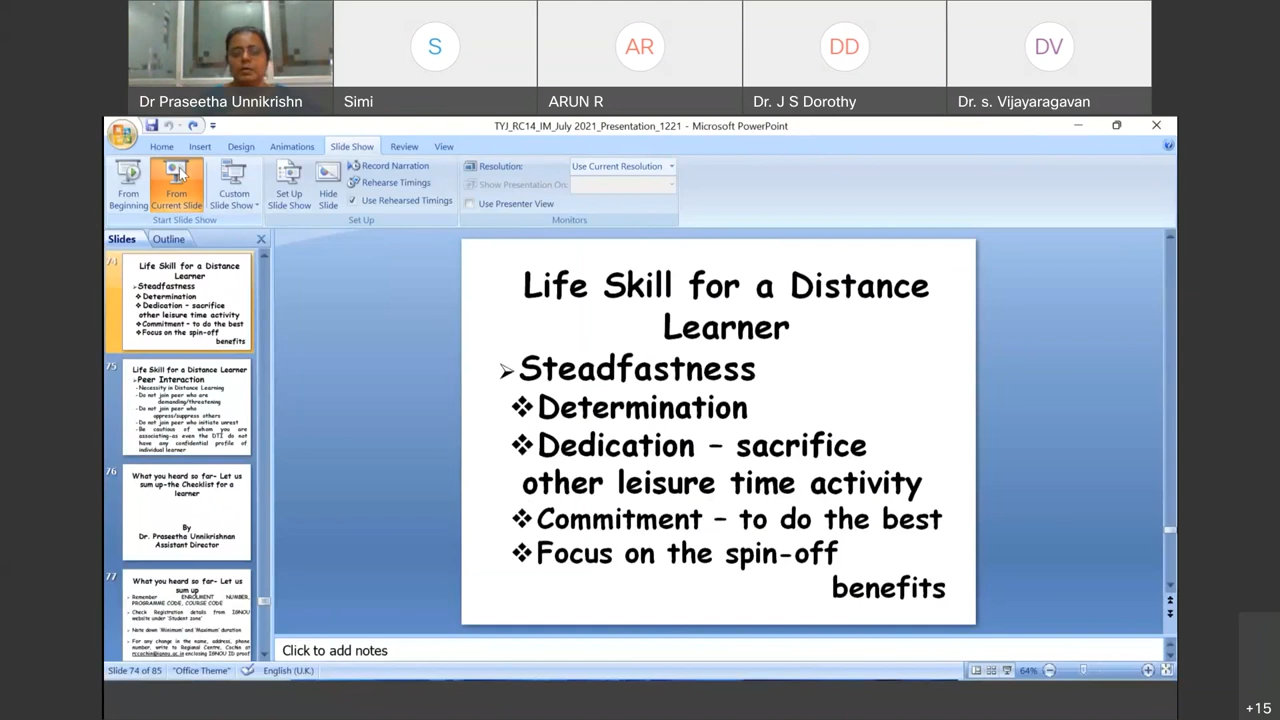 S
AR
DD
DV
Dr Praseetha Unnikrishn
Simi
ARUN R
Dr. J S Dorothy
Dr. s. Vijayaragavan
TYJ_RC14_IM_July 2021_Presentation_1221 - Microsoft PowerPoint
Home
Insert
Design
Animations
Slide Show
Review
View
From
Beginning
From
Current Slide
Custom
Slide Show
Start Slide Show
Set Up
Slide Show
Hide
Slide
Record Narration
Rehearse Timings
Use Rehearsed Timings
Set Up
Resolution:
Use Current Resolution
Show Presentation On:
Use Presenter View
Monitors
Slides
Outline
74
Life Skill for a Distance
Learner
Steadfastness
Determination
Dedication – sacrifice
other leisure time activity
Commitment – to do the best
Focus on the spin-off
benefits
75
Life Skill for a Distance Learner
Peer Interaction
-Necessity in Distance Learning
-Do not join peer who are
demanding/threatening
-Do not join peer who
oppress/suppress others
-Do not join peer who initiate unrest
-Be cautious of whom you are
associating-as even the DTI do not
have any confidential profile of
individual learner
76
What you heard so far- Let us
sum up-the Checklist for a
learner
By
Dr. Praseetha Unnikrishnan
Assistant Director
77
What you heard so far- Let us
sum up
Remember ENROLMENT NUMBER,
PROGRAMME CODE, COURSE CODE
Check Registration details from IGNOU
website under 'Student zone'
Note down 'Minimum' and 'Maximum' duration
For any change in the name, address, phone
number, write to Regional Centre, Cochin at
rccochin@ignou.ac.in enclosing IGNOU ID proof
Life Skill for a Distance
Learner
Steadfastness
Determination
Dedication – sacrifice
other leisure time activity
Commitment – to do the best
Focus on the spin-off
benefits
Click to add notes
Slide 74 of 85
"Office Theme"
English (U.K.)
64%
+15